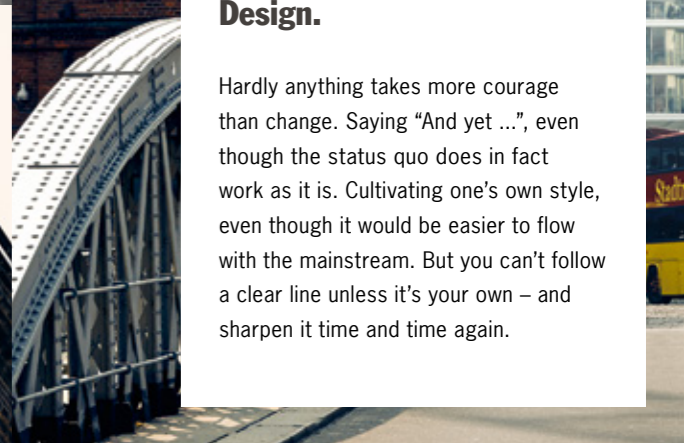 Design.
Hardly anything takes more courage
than change. Saying “And yet ...”, even
though the status quo does in fact
work as it is. Cultivating one’s own style,
even though it would be easier to flow
with the mainstream. But you can’t follow
a clear line unless it’s your own – and
sharpen it time and time again.